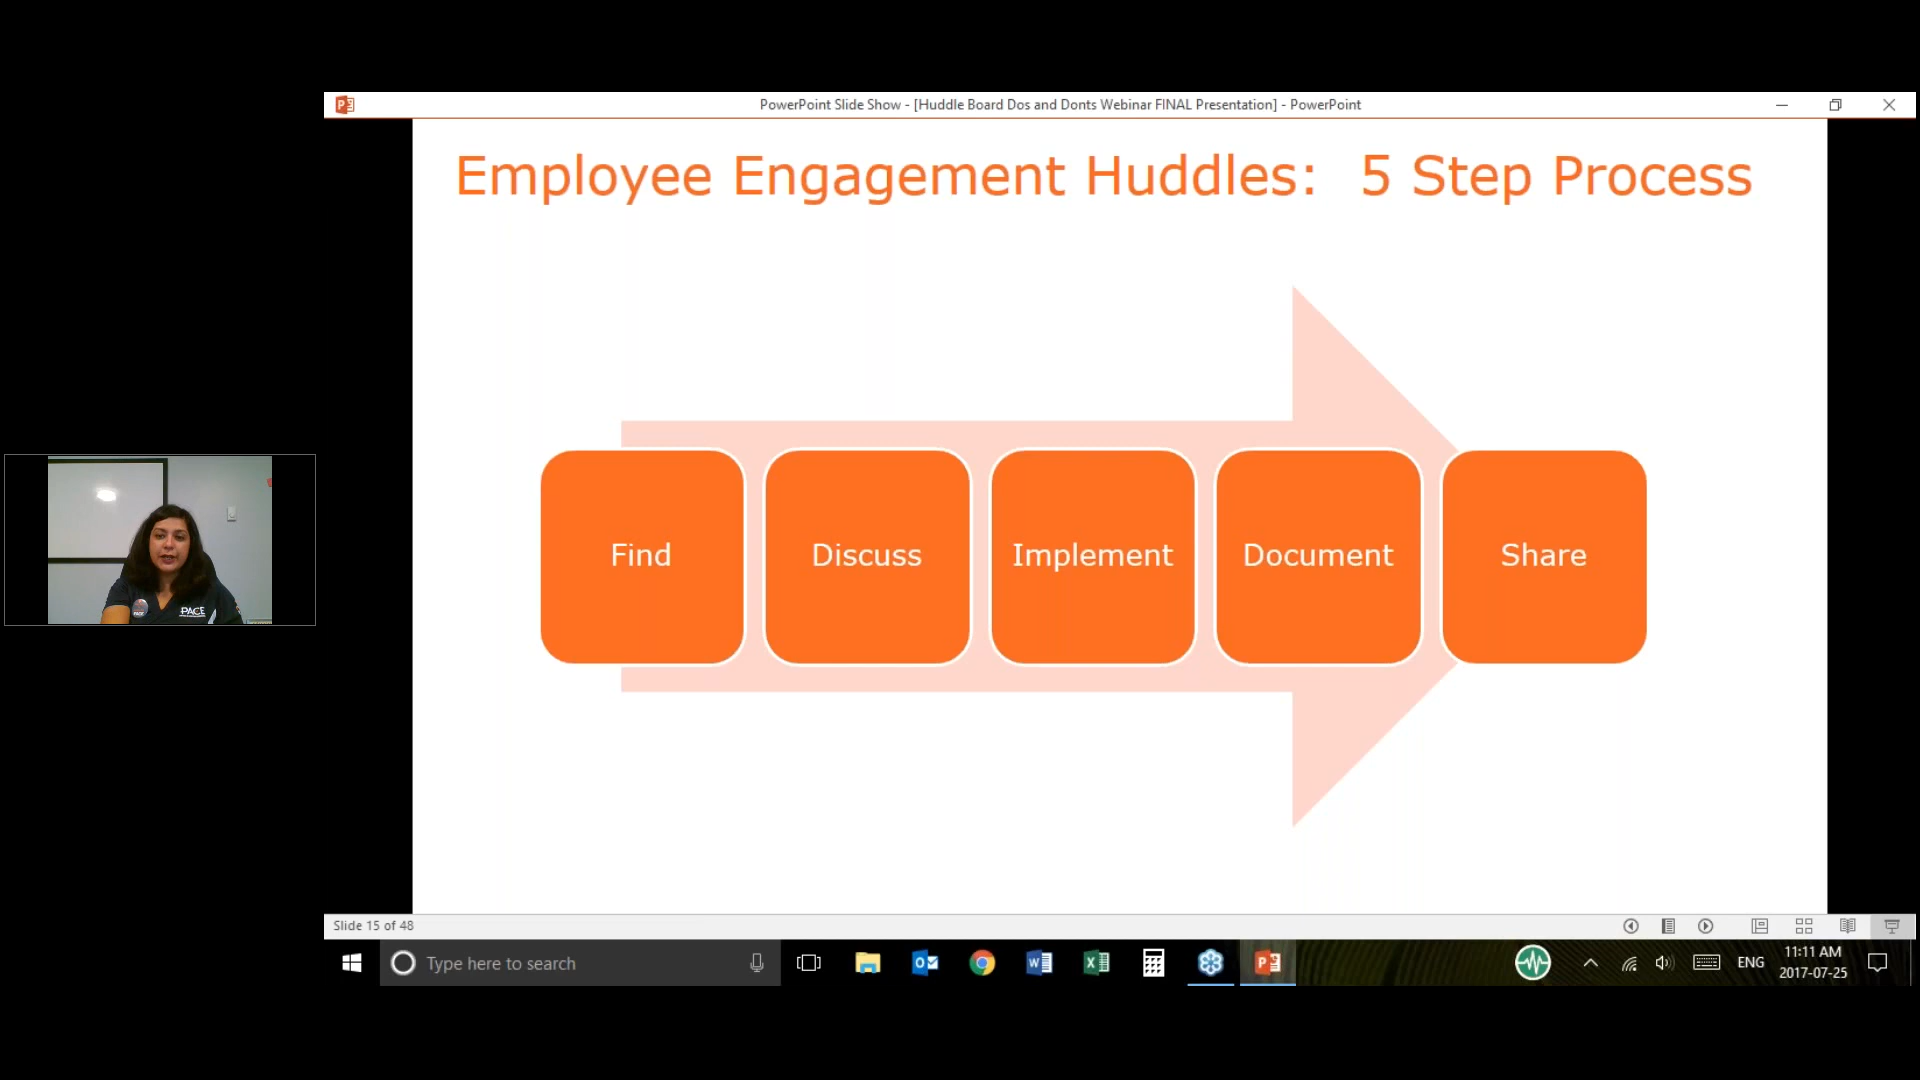 PowerPoint Slide Show - [Huddle Board Dos and Donts Webinar FINAL Presentation] - PowerPoint
Employee Engagement Huddles: 5 Step Process
Find
Discuss
Implement
Document
Share
PACE
Slide 15 of 48
Type here to search
ENG
11:11 AM
2017-07-25